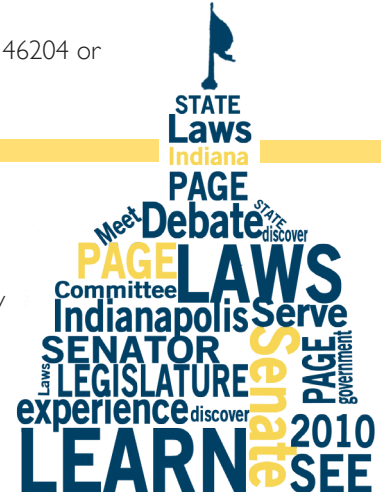 46204 or
STATE
Laws
Indiana
PAGE
Meet Debate STATE discover
PAGE LAWS
Committee
y
Indianapolis Serve
SENATOR Senate PAGE government
Laws LEGISLATURE
experience discover
LEARN 2010
SEE